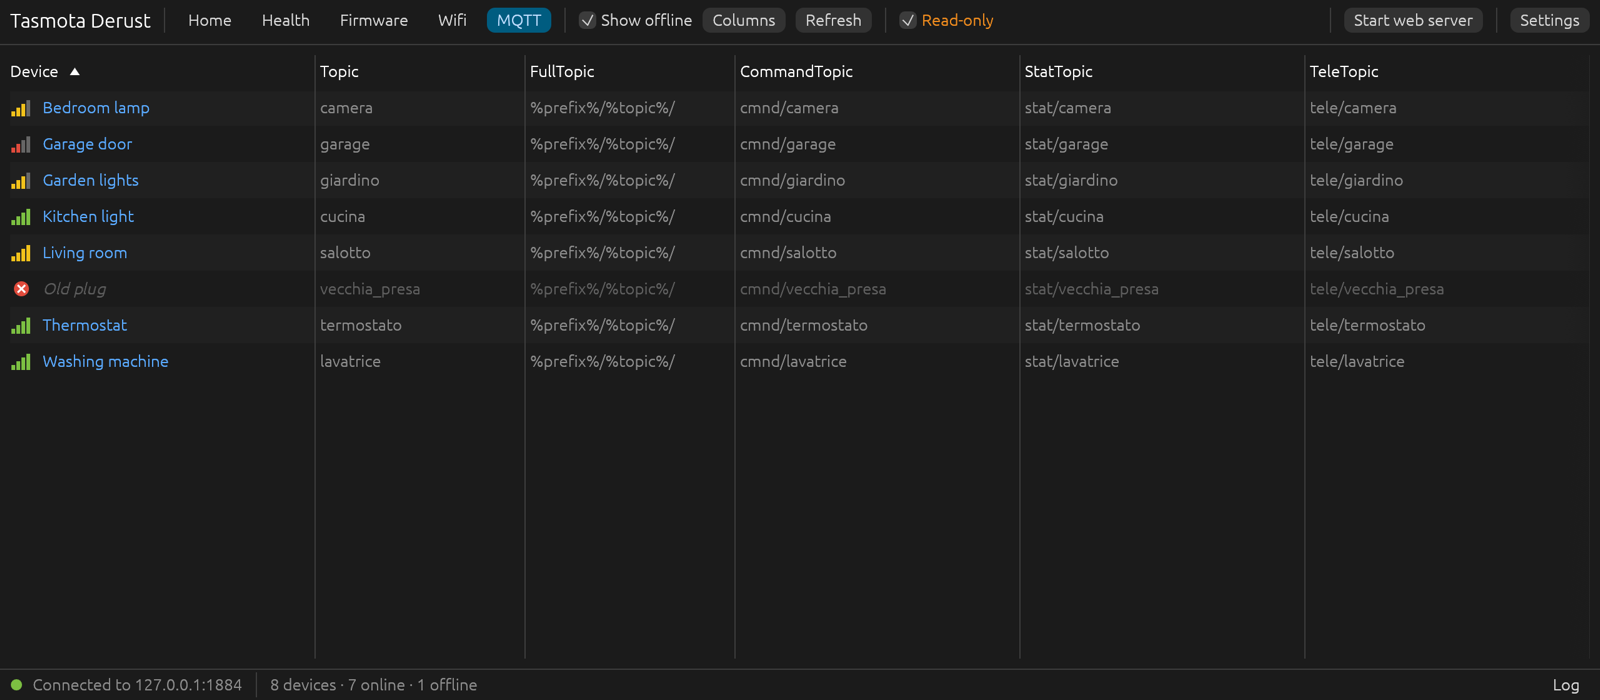 Tasmota Derust Home Health Firmware Wifi MQTT Show offline Columns Refresh Read-only Start web server Settings
Device ▲ Topic FullTopic CommandTopic StatTopic TeleTopic
Bedroom lamp camera %prefix%/%topic%/ cmnd/camera stat/camera tele/camera
Garage door garage %prefix%/%topic%/ cmnd/garage stat/garage tele/garage
Garden lights giardino %prefix%/%topic%/ cmnd/giardino stat/giardino tele/giardino
Kitchen light cucina %prefix%/%topic%/ cmnd/cucina stat/cucina tele/cucina
Living room salotto %prefix%/%topic%/ cmnd/salotto stat/salotto tele/salotto
Old plug vecchia_presa %prefix%/%topic%/ cmnd/vecchia_presa stat/vecchia_presa tele/vecchia_presa
Thermostat termostato %prefix%/%topic%/ cmnd/termostato stat/termostato tele/termostato
Washing machine lavatrice %prefix%/%topic%/ cmnd/lavatrice stat/lavatrice tele/lavatrice
Connected to 127.0.0.1:1884 8 devices · 7 online · 1 offline Log